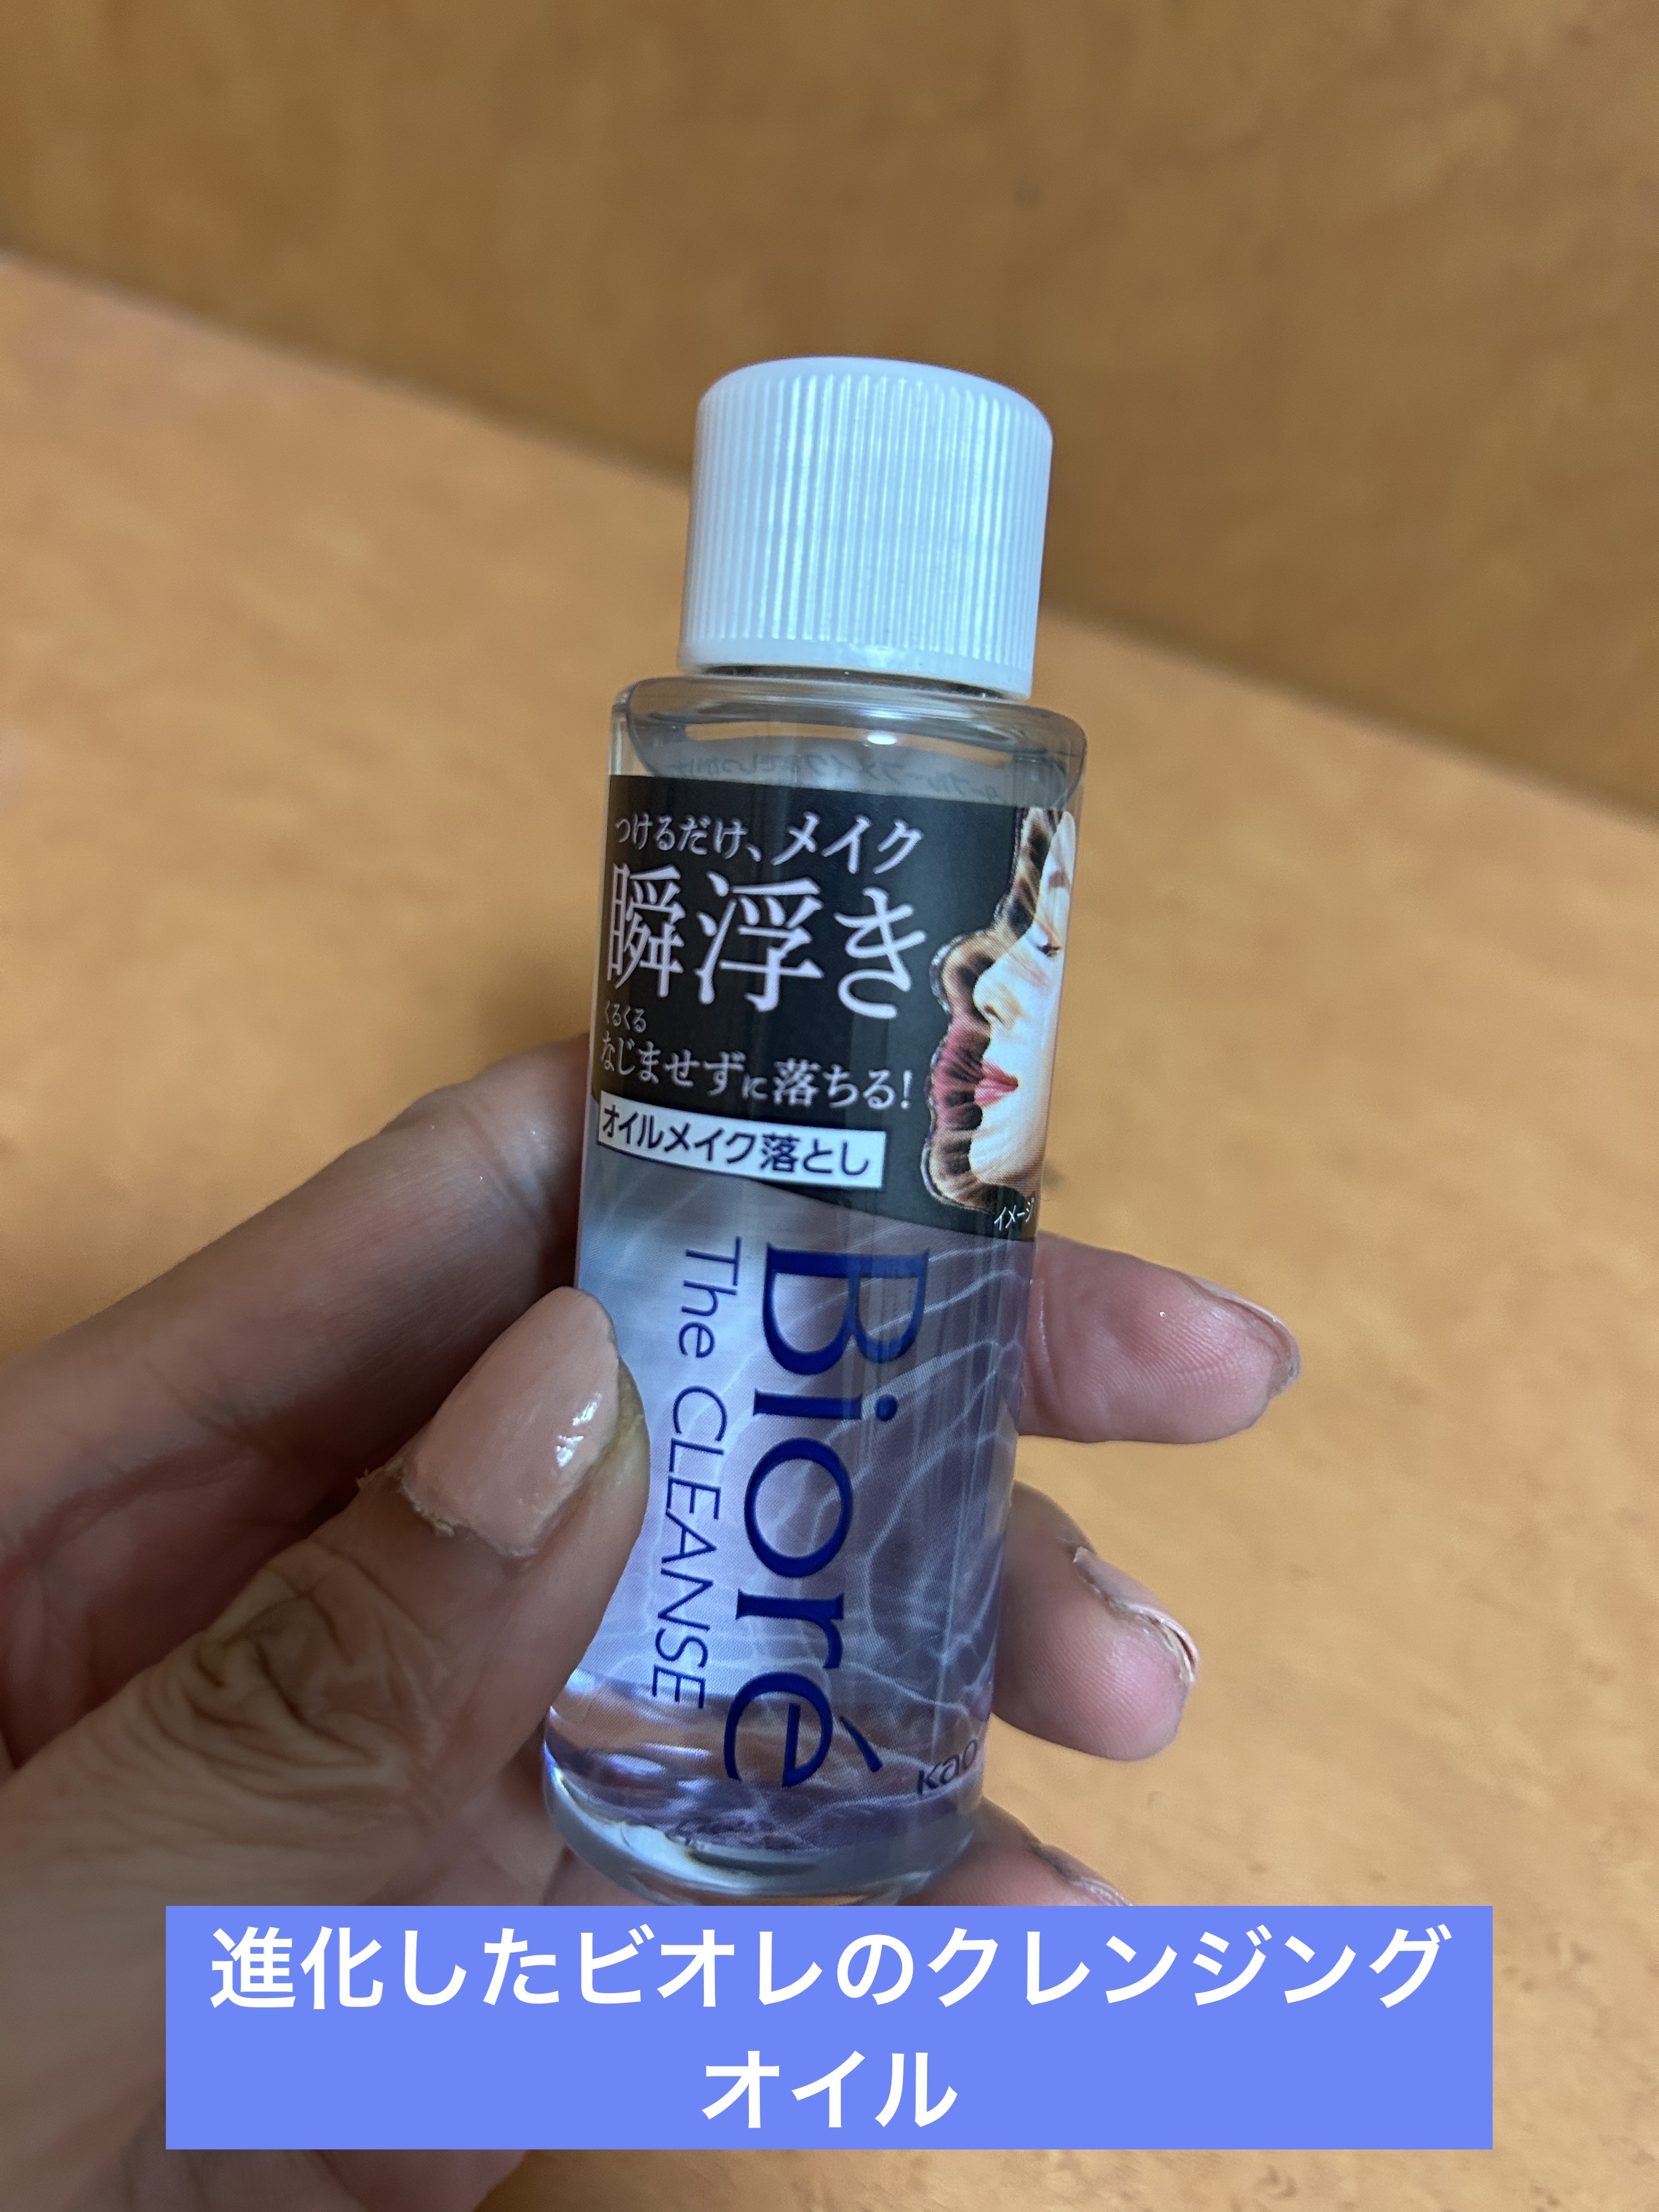 つけるだけ、メイク
瞬浮き
くるくる
なじませずに落ちる!
オイルメイク落とし
イメージ
Bioré
The CLEANSE
Kao
進化したビオレのクレンジング
オイル